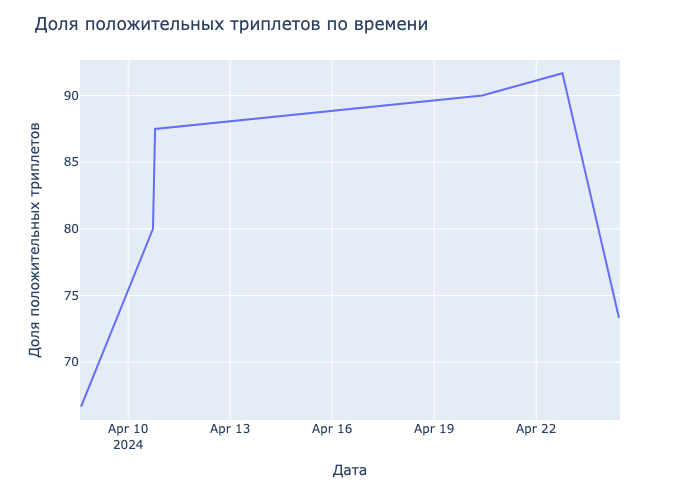 Доля положительных триплетов по времени
Доля положительных триплетов
90
85
80
75
70
Apr 10
2024
Apr 13
Apr 16
Apr 19
Apr 22
Дата